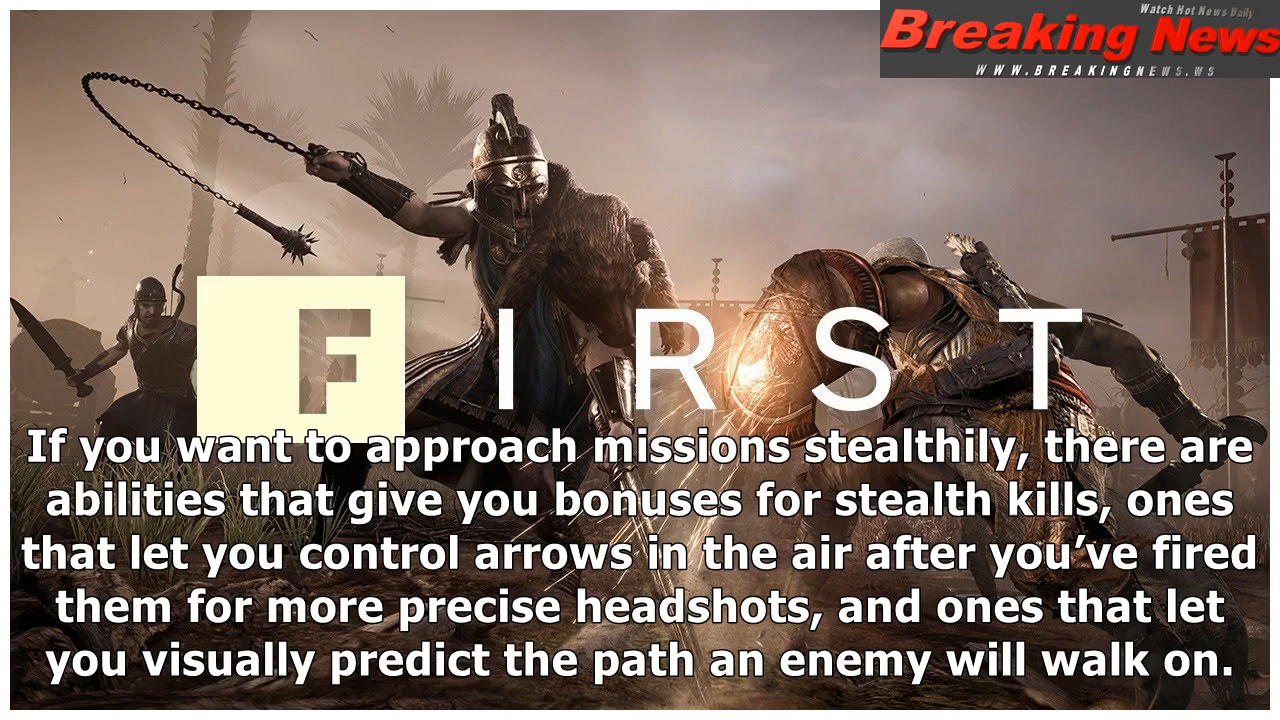 Watch Hot News Daily
Breaking News
WWW.BREAKINGNEWS.WS
FIRST
If you want to approach missions stealthily, there are
abilities that give you bonuses for stealth kills, ones
that let you control arrows in the air after you’ve fired
them for more precise headshots, and ones that let
you visually predict the path an enemy will walk on.